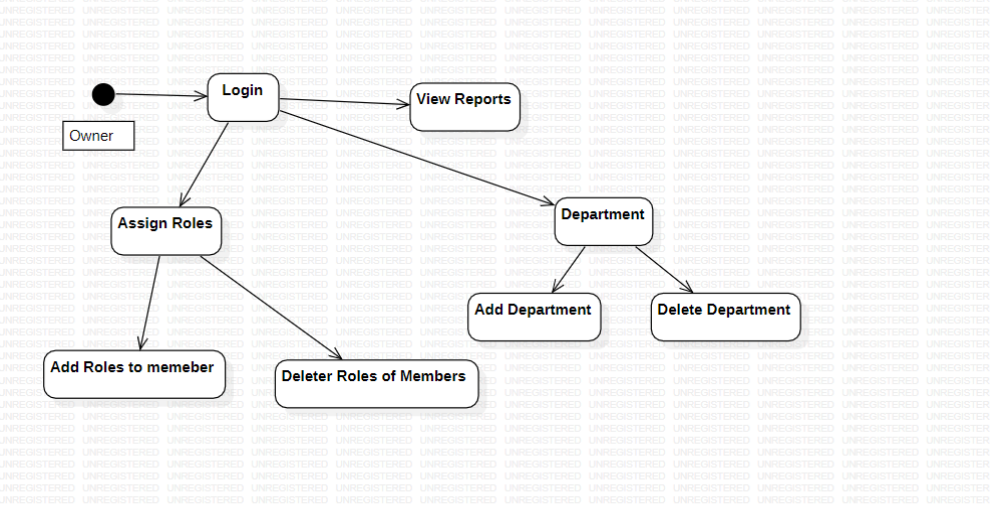 Login
View Reports
Owner
Assign Roles
Department
Add Department
Delete Department
Add Roles to memeber
Deleter Roles of Members
UNREGISTERED